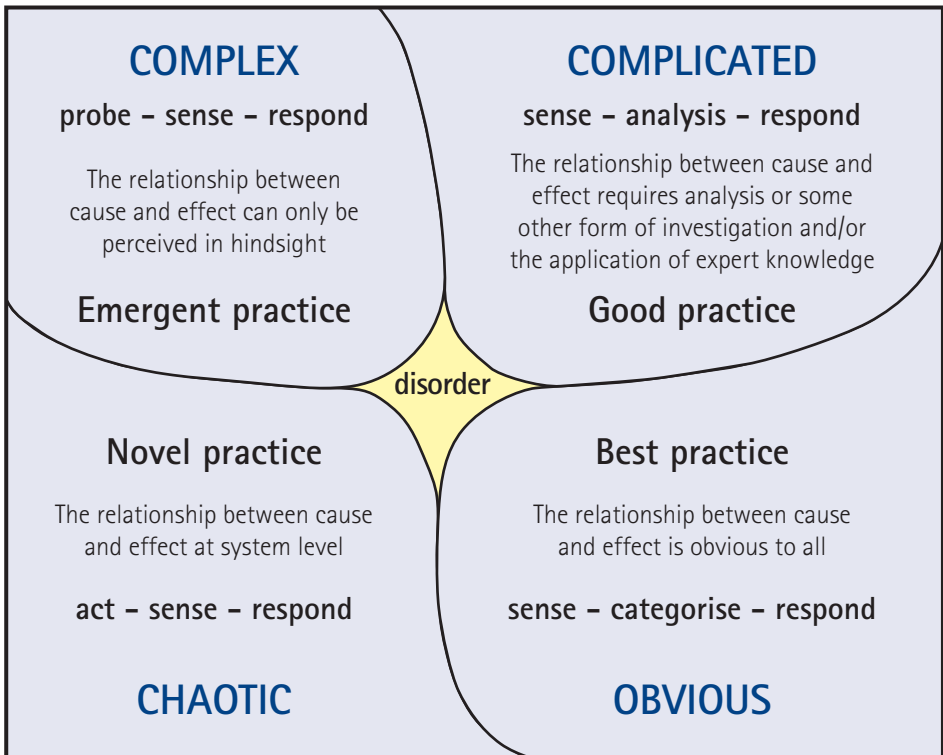 COMPLEX
probe – sense – respond
The relationship between
cause and effect can only be
perceived in hindsight
Emergent practice
COMPLICATED
sense – analysis – respond
The relationship between cause and
effect requires analysis or some
other form of investigation and/or
the application of expert knowledge
Good practice
disorder
Novel practice
The relationship between cause
and effect at system level
act – sense – respond
CHAOTIC
Best practice
The relationship between cause
and effect is obvious to all
sense – categorise – respond
OBVIOUS